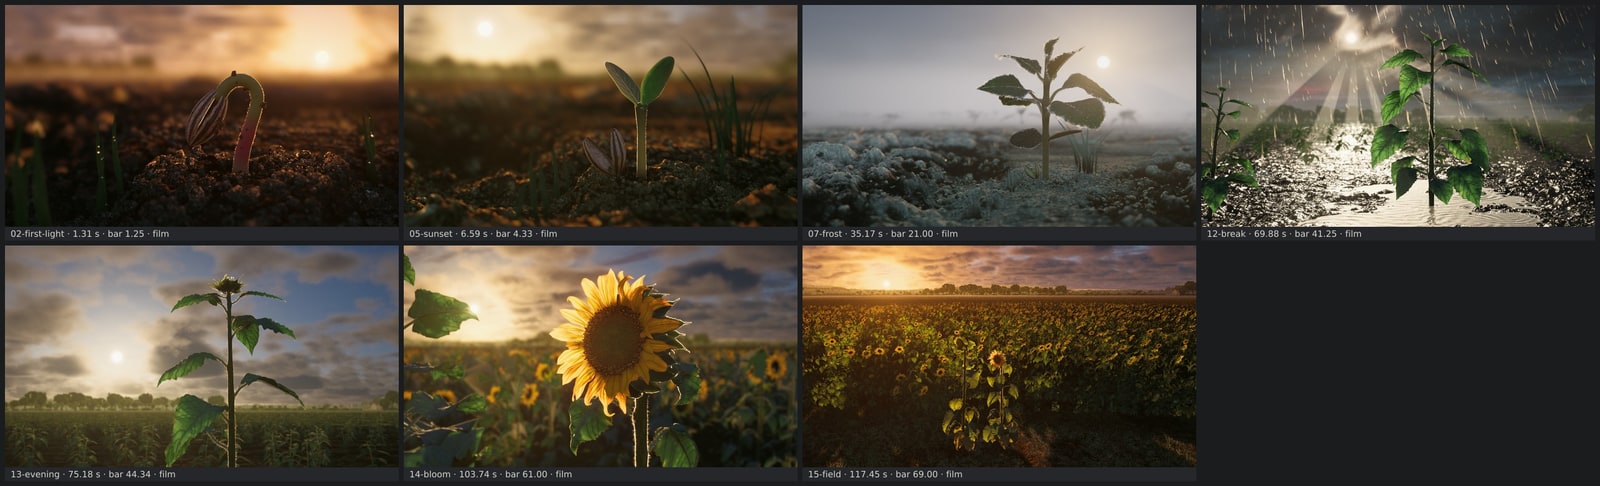 02-first-light · 1.31 s · bar 1.25 · film
05-sunset · 6.59 s · bar 4.33 · film
07-frost · 35.17 s · bar 21.00 · film
12-break · 69.88 s · bar 41.25 · film
13-evening · 75.18 s · bar 44.34 · film
14-bloom · 103.74 s · bar 61.00 · film
15-field · 117.45 s · bar 69.00 · film